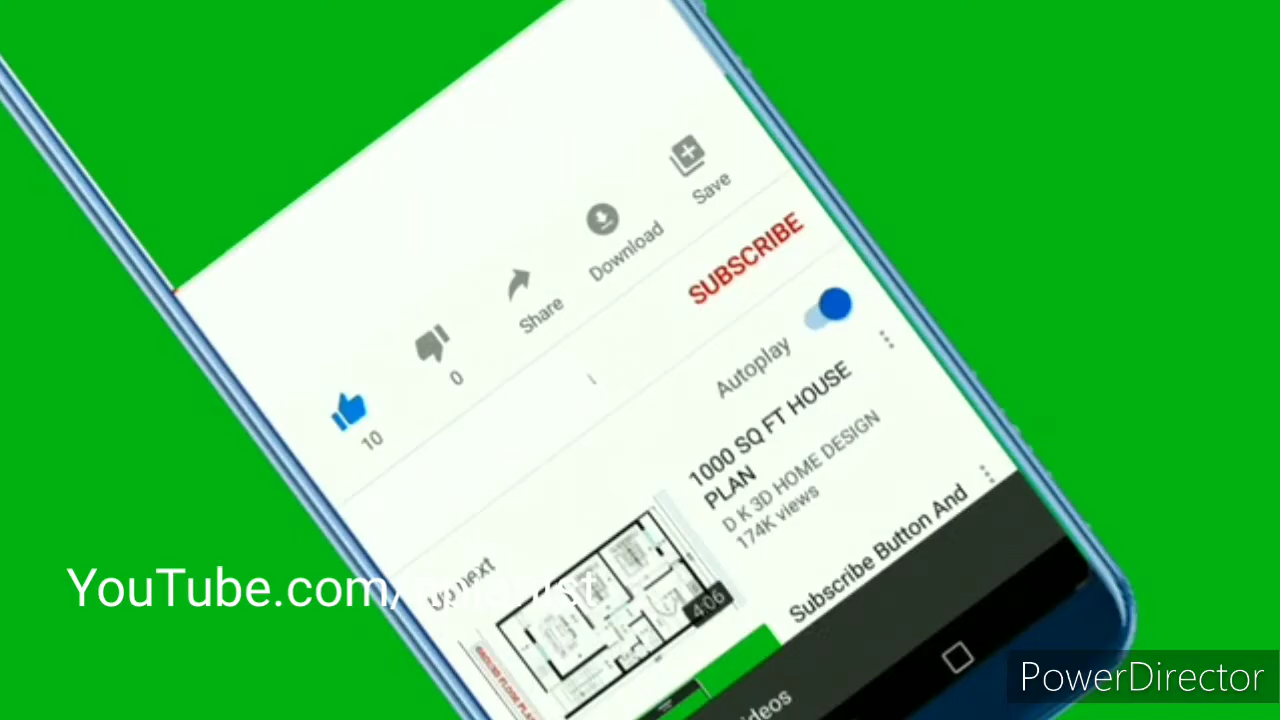 Save
Download
Share
0
10
SUBSCRIBE
Autoplay
1000 SQ FT HOUSE
PLAN
D K 3D HOME DESIGN
174K views
4:06
Subscribe Button And
YouTube.com/
PowerDirector